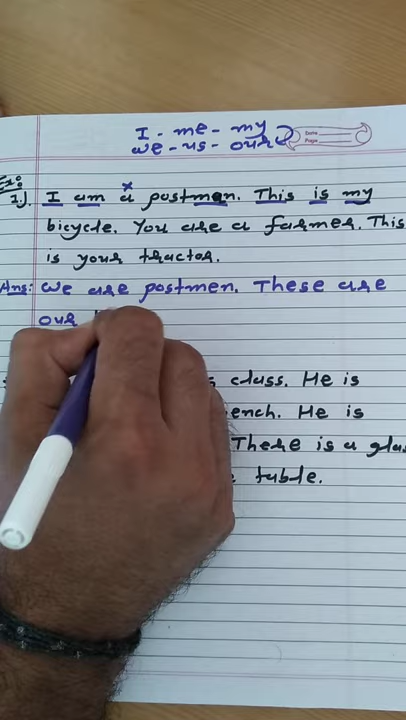 I - me - my
we - us - our
Date
Page
Ex:
1). I am a postman. This is my
bicycle. You are a farmer. This
is your tractor.
Ans: we are postmen. These are
our
class. He is
ench. He is
There is a glas
table.